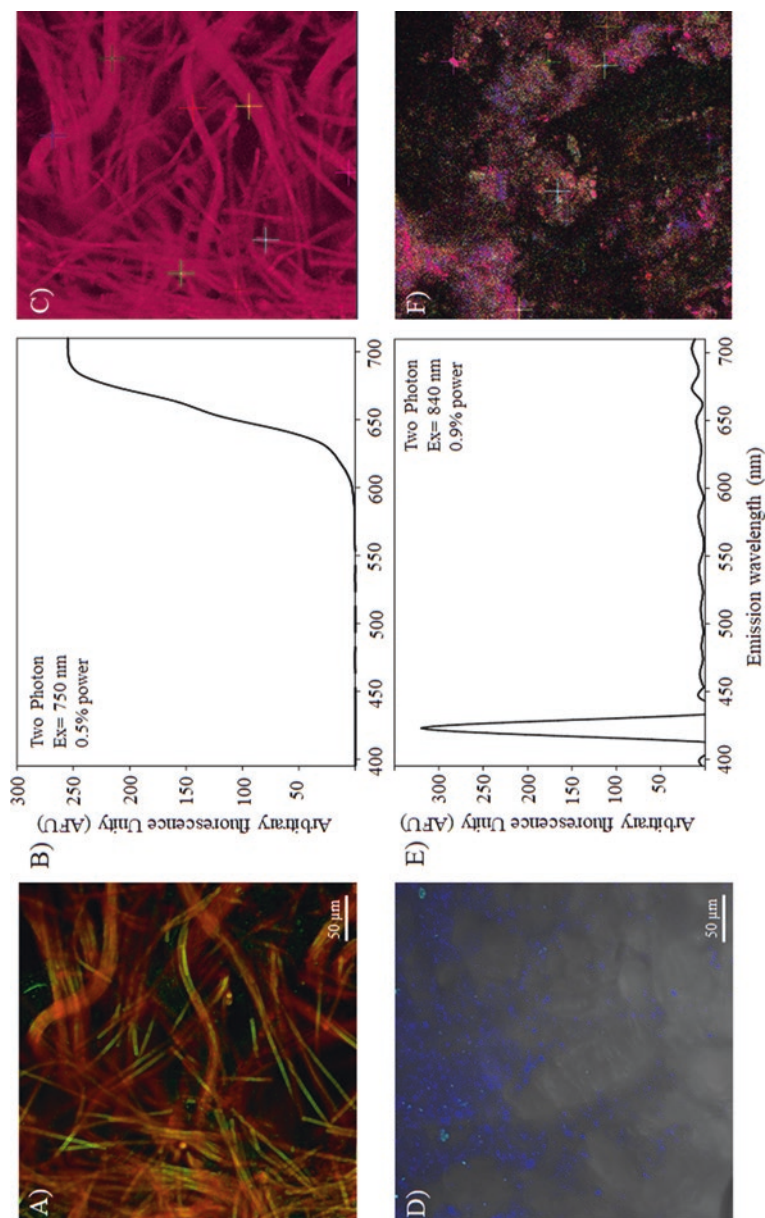 A)
50 µm
B)
Arbitrary fluorescence Unity (AFU)
300
250
200
150
100
50
Two Photon
Ex= 750 nm
0.5% power
400
450
500
550
600
650
700
C)
D)
50 µm
E)
Arbitrary fluorescence Unity (AFU)
300
250
200
150
100
50
Two Photon
Ex= 840 nm
0.9% power
400
450
500
550
600
650
700
Emission wavelength (nm)
F)